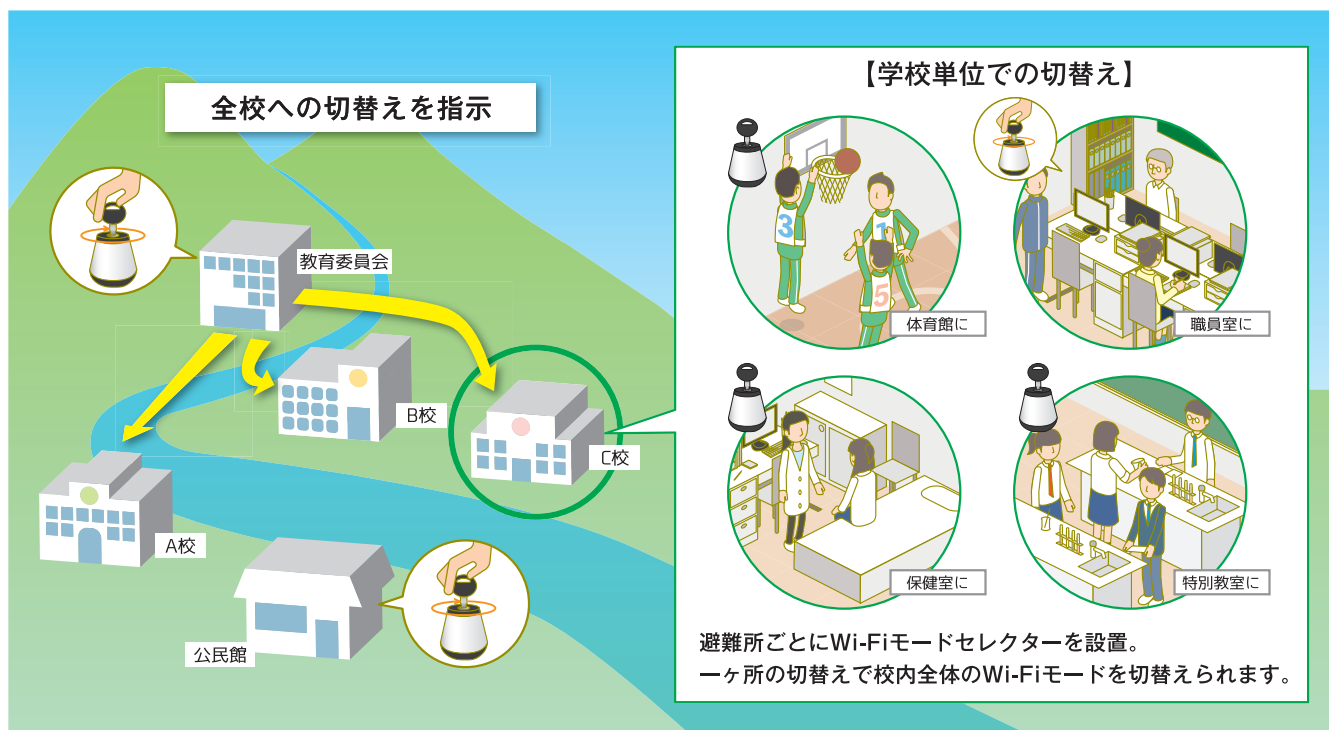 全校への切替えを指示
教育委員会
B校
C校
A校
公民館
【学校単位での切替え】
体育館に
職員室に
保健室に
特別教室に
避難所ごとにWi-Fiモードセレクターを設置。
一ヶ所の切替えで校内全体のWi-Fiモードを切替えられます。
3
1
5